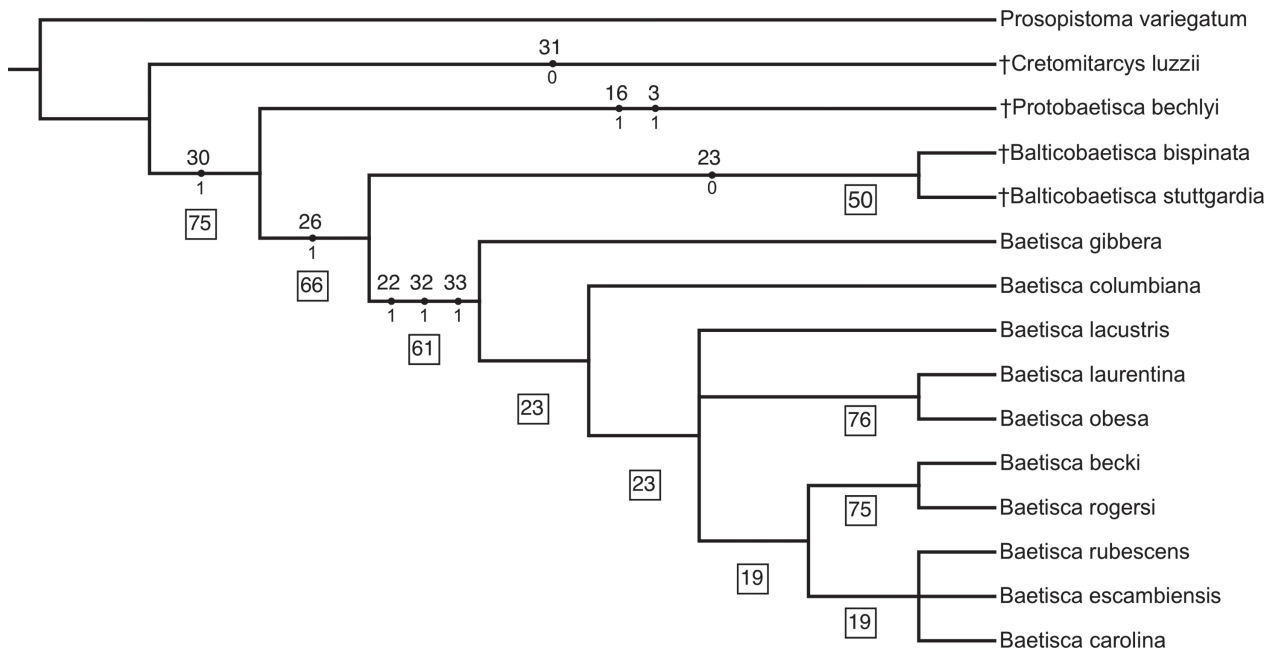 Prosopistoma variegatum
31
0
†Cretomitarcys luzzii
16 3
1 1
†Protobaetisca bechlyi
30
1
75
23
0
50
†Balticobaetisca bispinata
†Balticobaetisca stuttgardia
26
1
66
Baetisca gibbera
22 32 33
1 1 1
61
Baetisca columbiana
Baetisca lacustris
23
Baetisca laurentina
76
Baetisca obesa
23
Baetisca becki
75
Baetisca rogersi
19
Baetisca rubescens
Baetisca escambiensis
19
Baetisca carolina